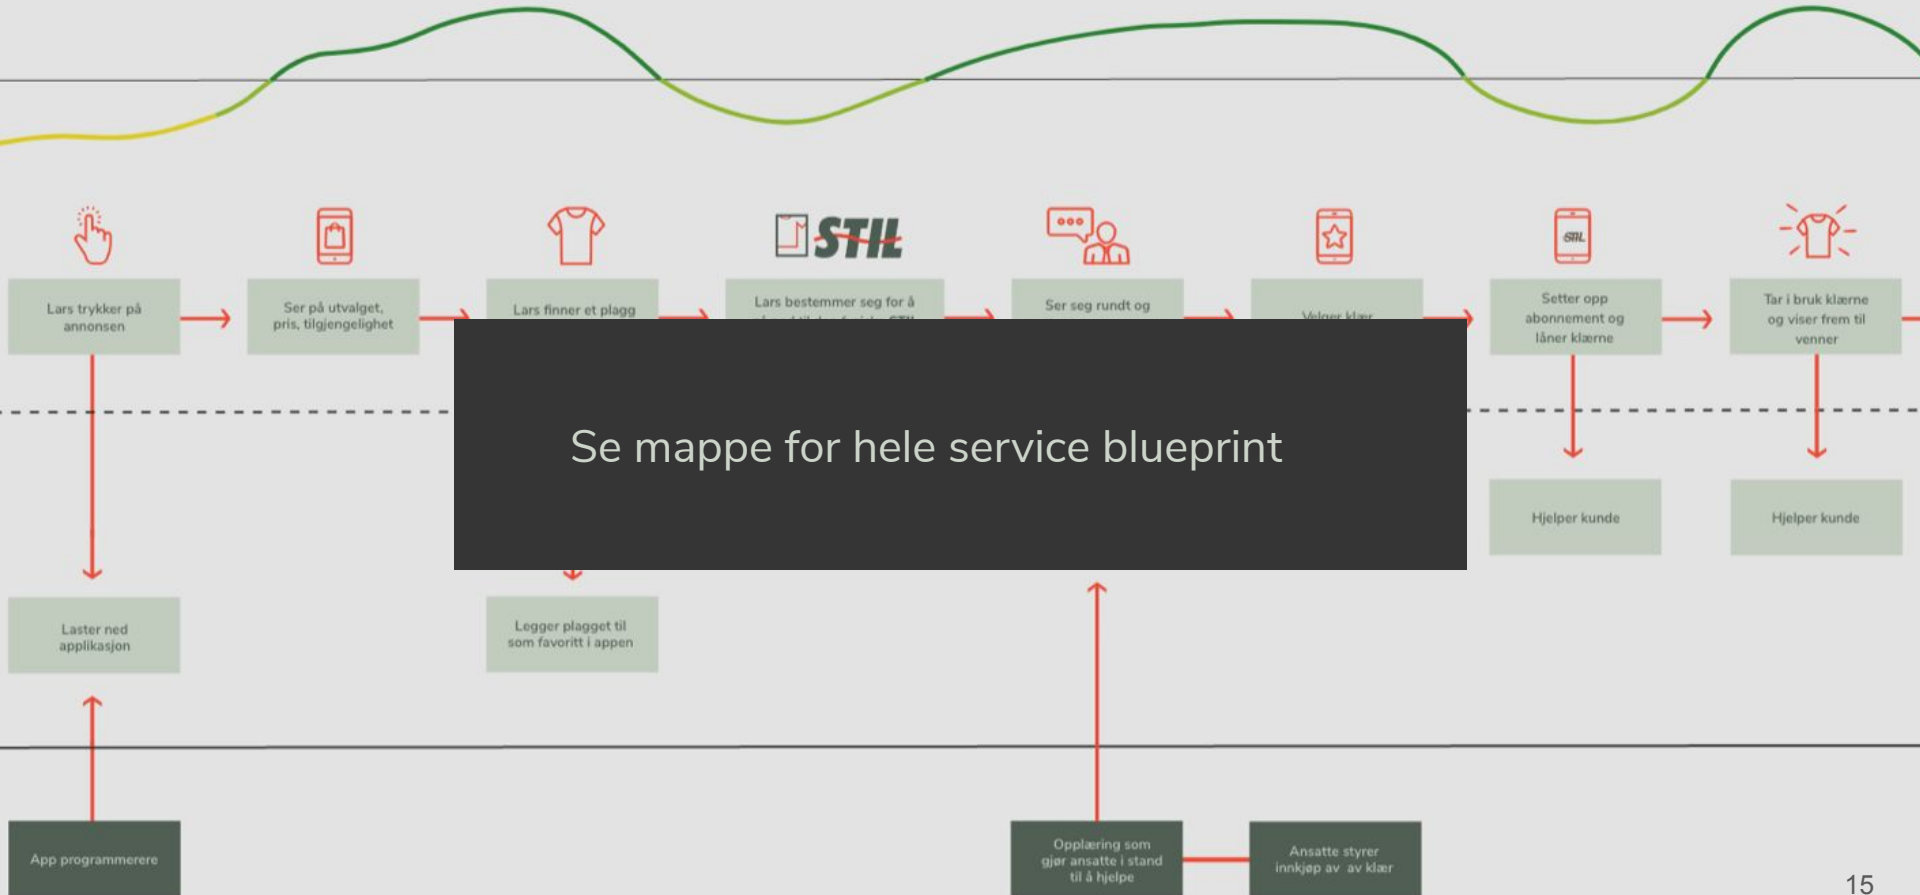 STIL
STIL
Lars trykker på
annonsen
Ser på utvalget,
pris, tilgjengelighet
Lars finner et plagg
Lars bestemmer seg for å
Ser seg rundt og
Velger klær
Setter opp
abonnement og
låner klærne
Tar i bruk klærne
og viser frem til
venner
Se mappe for hele service blueprint
Hjelper kunde
Hjelper kunde
Laster ned
applikasjon
Legger plagget til
som favoritt i appen
App programmerere
Opplæring som
gjør ansatte i stand
til å hjelpe
Ansatte styrer
innkjøp av  av klær
15